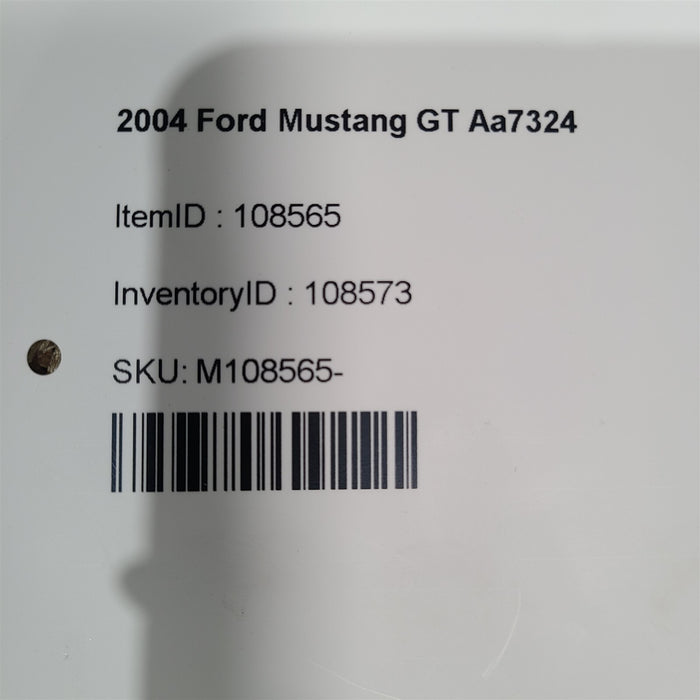 2004 Ford Mustang GT Aa7324
ItemID : 108565
InventoryID : 108573
SKU: M108565-